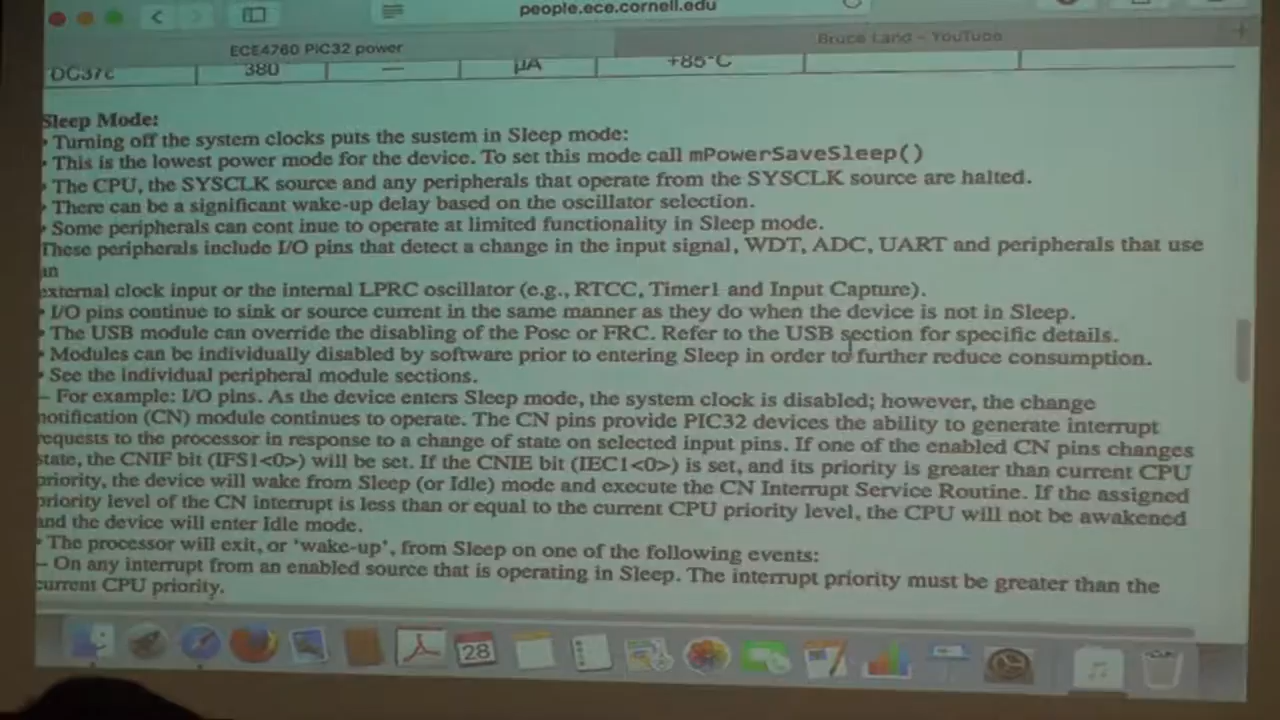 people.ece.cornell.edu
ECE4760 PIC32 power
Bruce Land - YouTube
DC37c 380 — µA +85°C
Sleep Mode:
• Turning off the system clocks puts the sustem in Sleep mode:
• This is the lowest power mode for the device. To set this mode call mPowerSaveSleep()
• The CPU, the SYSCLK source and any peripherals that operate from the SYSCLK source are halted.
• There can be a significant wake-up delay based on the oscillator selection.
• Some peripherals can cont inue to operate at limited functionality in Sleep mode.
These peripherals include I/O pins that detect a change in the input signal, WDT, ADC, UART and peripherals that use
an
external clock input or the internal LPRC oscillator (e.g., RTCC, Timer1 and Input Capture).
• I/O pins continue to sink or source current in the same manner as they do when the device is not in Sleep.
• The USB module can override the disabling of the Posc or FRC. Refer to the USB section for specific details.
• Modules can be individually disabled by software prior to entering Sleep in order to further reduce consumption.
• See the individual peripheral module sections.
– For example: I/O pins. As the device enters Sleep mode, the system clock is disabled; however, the change
notification (CN) module continues to operate. The CN pins provide PIC32 devices the ability to generate interrupt
requests to the processor in response to a change of state on selected input pins. If one of the enabled CN pins changes
state, the CNIF bit (IFS1<0>) will be set. If the CNIE bit (IEC1<0>) is set, and its priority is greater than current CPU
priority, the device will wake from Sleep (or Idle) mode and execute the CN Interrupt Service Routine. If the assigned
priority level of the CN interrupt is less than or equal to the current CPU priority level, the CPU will not be awakened
and the device will enter Idle mode.
• The processor will exit, or 'wake-up', from Sleep on one of the following events:
– On any interrupt from an enabled source that is operating in Sleep. The interrupt priority must be greater than the
current CPU priority.
28